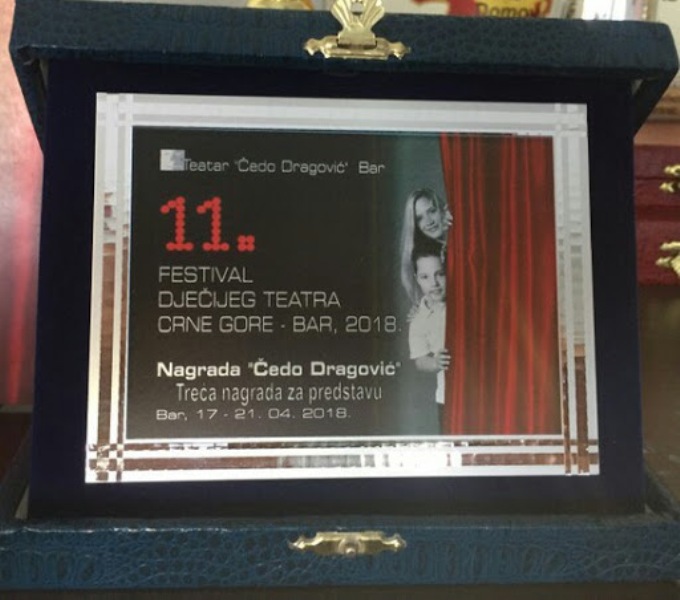 Teatar "Čedo Dragović" Bar
11.
FESTIVAL
DJEČIJEG TEATRA
CRNE GORE - BAR, 2018.
Nagrada "Čedo Dragović"
Treća nagrada za predstavu
Bar, 17 - 21. 04. 2018.